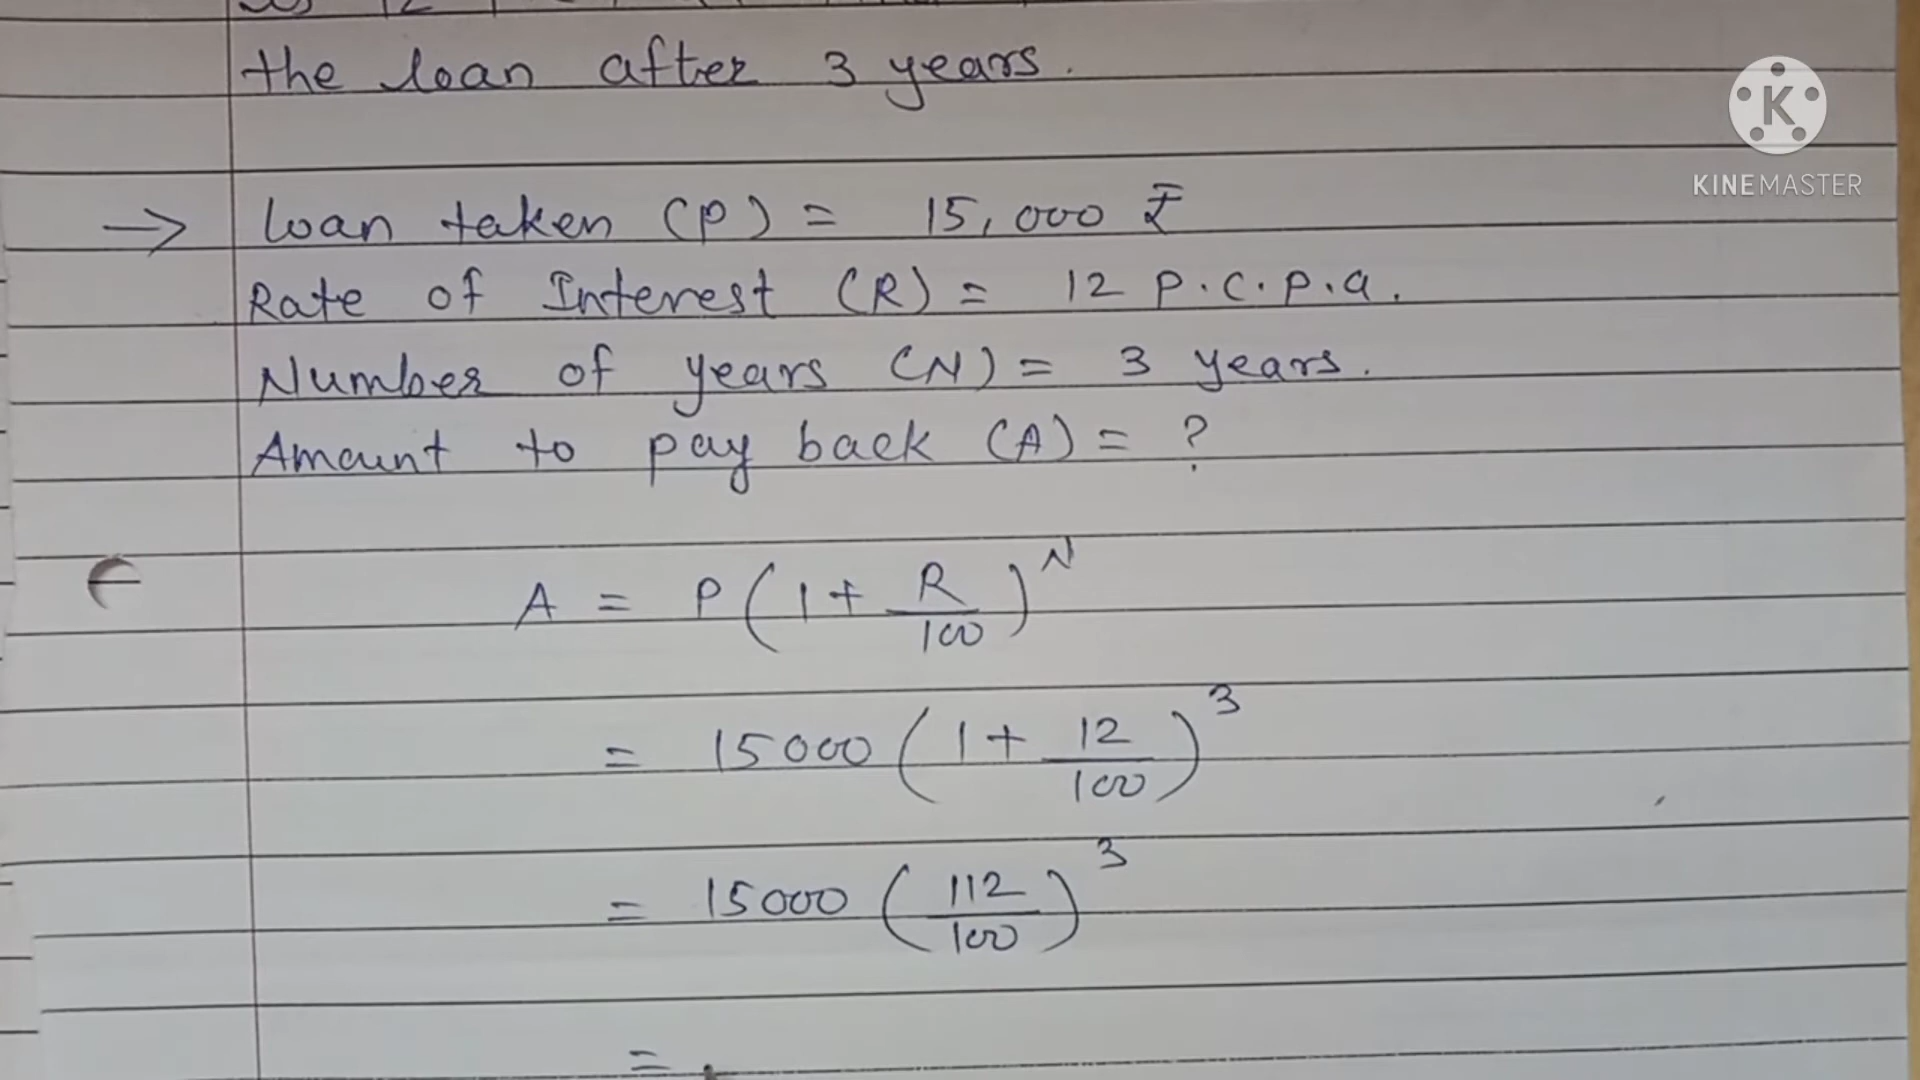 the loan after 3 years.
K
KINEMASTER
→ Loan taken (P) = 15,000 ₹
Rate of Interest (R) = 12 p.c.p.a.
Number of years (N) = 3 years.
Amount to pay back (A) = ?
A = P(1 + R/100)^N
= 15000 (1 + 12/100)^3
= 15000 (112/100)^3
=